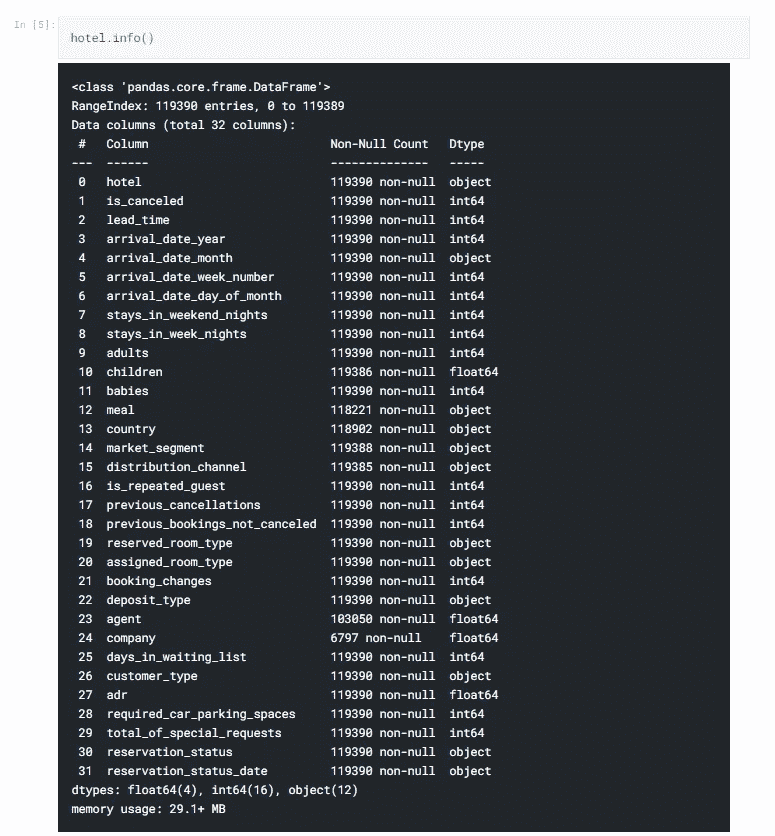 In [5]:
hotel.info()
<class 'pandas.core.frame.DataFrame'>
RangeIndex: 119390 entries, 0 to 119389
Data columns (total 32 columns):
 #   Column                          Non-Null Count   Dtype
---  ------                          --------------   -----
 0   hotel                           119390 non-null  object
 1   is_canceled                     119390 non-null  int64
 2   lead_time                       119390 non-null  int64
 3   arrival_date_year               119390 non-null  int64
 4   arrival_date_month              119390 non-null  object
 5   arrival_date_week_number        119390 non-null  int64
 6   arrival_date_day_of_month       119390 non-null  int64
 7   stays_in_weekend_nights         119390 non-null  int64
 8   stays_in_week_nights            119390 non-null  int64
 9   adults                          119390 non-null  int64
 10  children                        119386 non-null  float64
 11  babies                          119390 non-null  int64
 12  meal                            118221 non-null  object
 13  country                         118902 non-null  object
 14  market_segment                  119388 non-null  object
 15  distribution_channel            119385 non-null  object
 16  is_repeated_guest               119390 non-null  int64
 17  previous_cancellations          119390 non-null  int64
 18  previous_bookings_not_canceled  119390 non-null  int64
 19  reserved_room_type              119390 non-null  object
 20  assigned_room_type              119390 non-null  object
 21  booking_changes                 119390 non-null  int64
 22  deposit_type                    119390 non-null  object
 23  agent                           103050 non-null  float64
 24  company                         6797 non-null    float64
 25  days_in_waiting_list            119390 non-null  int64
 26  customer_type                   119390 non-null  object
 27  adr                             119390 non-null  float64
 28  required_car_parking_spaces     119390 non-null  int64
 29  total_of_special_requests       119390 non-null  int64
 30  reservation_status              119390 non-null  object
 31  reservation_status_date         119390 non-null  object
dtypes: float64(4), int64(16), object(12)
memory usage: 29.1+ MB